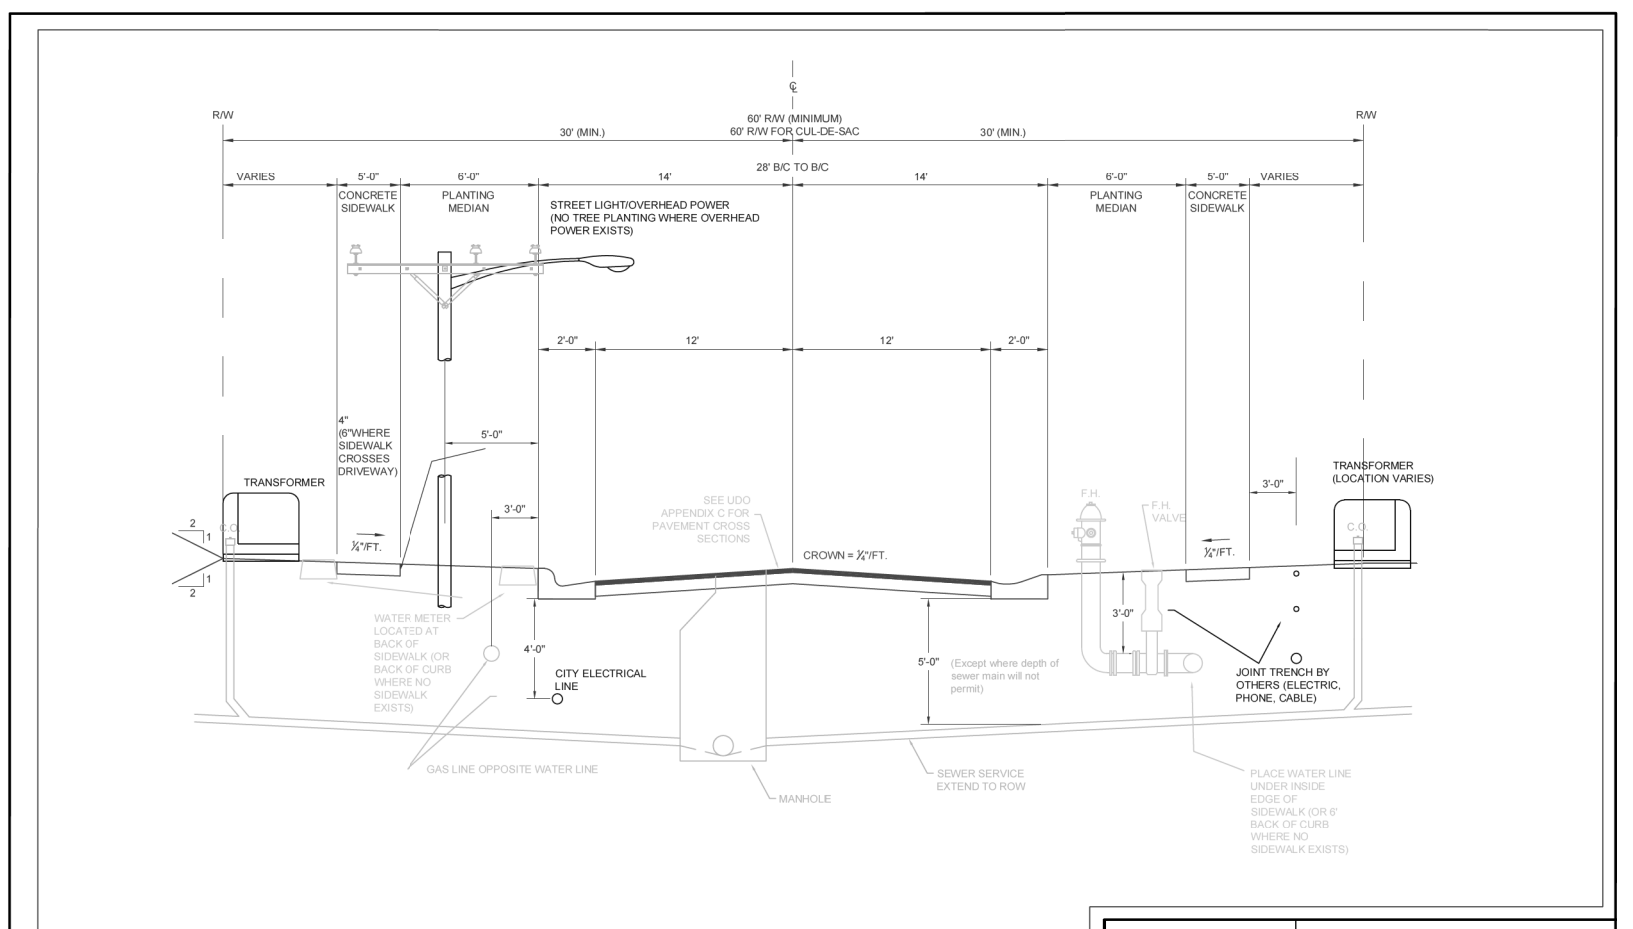 ℄
R/W
60' R/W (MINIMUM)
R/W
30' (MIN.)
60' R/W FOR CUL-DE-SAC
30' (MIN.)
28' B/C TO B/C
VARIES
5'-0"
6'-0"
14'
14'
6'-0"
5'-0"
VARIES
CONCRETE
SIDEWALK
PLANTING
MEDIAN
PLANTING
MEDIAN
CONCRETE
SIDEWALK
STREET LIGHT/OVERHEAD POWER
(NO TREE PLANTING WHERE OVERHEAD
POWER EXISTS)
2'-0"
12'
12'
2'-0"
4"
(6"WHERE
SIDEWALK
CROSSES
DRIVEWAY)
5'-0"
TRANSFORMER
TRANSFORMER
(LOCATION VARIES)
3'-0"
3'-0"
SEE UDO
APPENDIX C FOR
PAVEMENT CROSS
SECTIONS
F.H.
F.H.
VALVE
C.O.
C.O.
2
1
1
2
¼"/FT.
CROWN = ¼"/FT.
¼"/FT.
WATER METER
LOCATED AT
BACK OF
SIDEWALK (OR
BACK OF CURB
WHERE NO
SIDEWALK
EXISTS)
4'-0"
CITY ELECTRICAL
LINE
5'-0"
(Except where depth of
sewer main will not
permit)
3'-0"
JOINT TRENCH BY
OTHERS (ELECTRIC,
PHONE, CABLE)
GAS LINE OPPOSITE WATER LINE
MANHOLE
SEWER SERVICE
EXTEND TO ROW
PLACE WATER LINE
UNDER INSIDE
EDGE OF
SIDEWALK (OR 6'
BACK OF CURB
WHERE NO
SIDEWALK EXISTS)